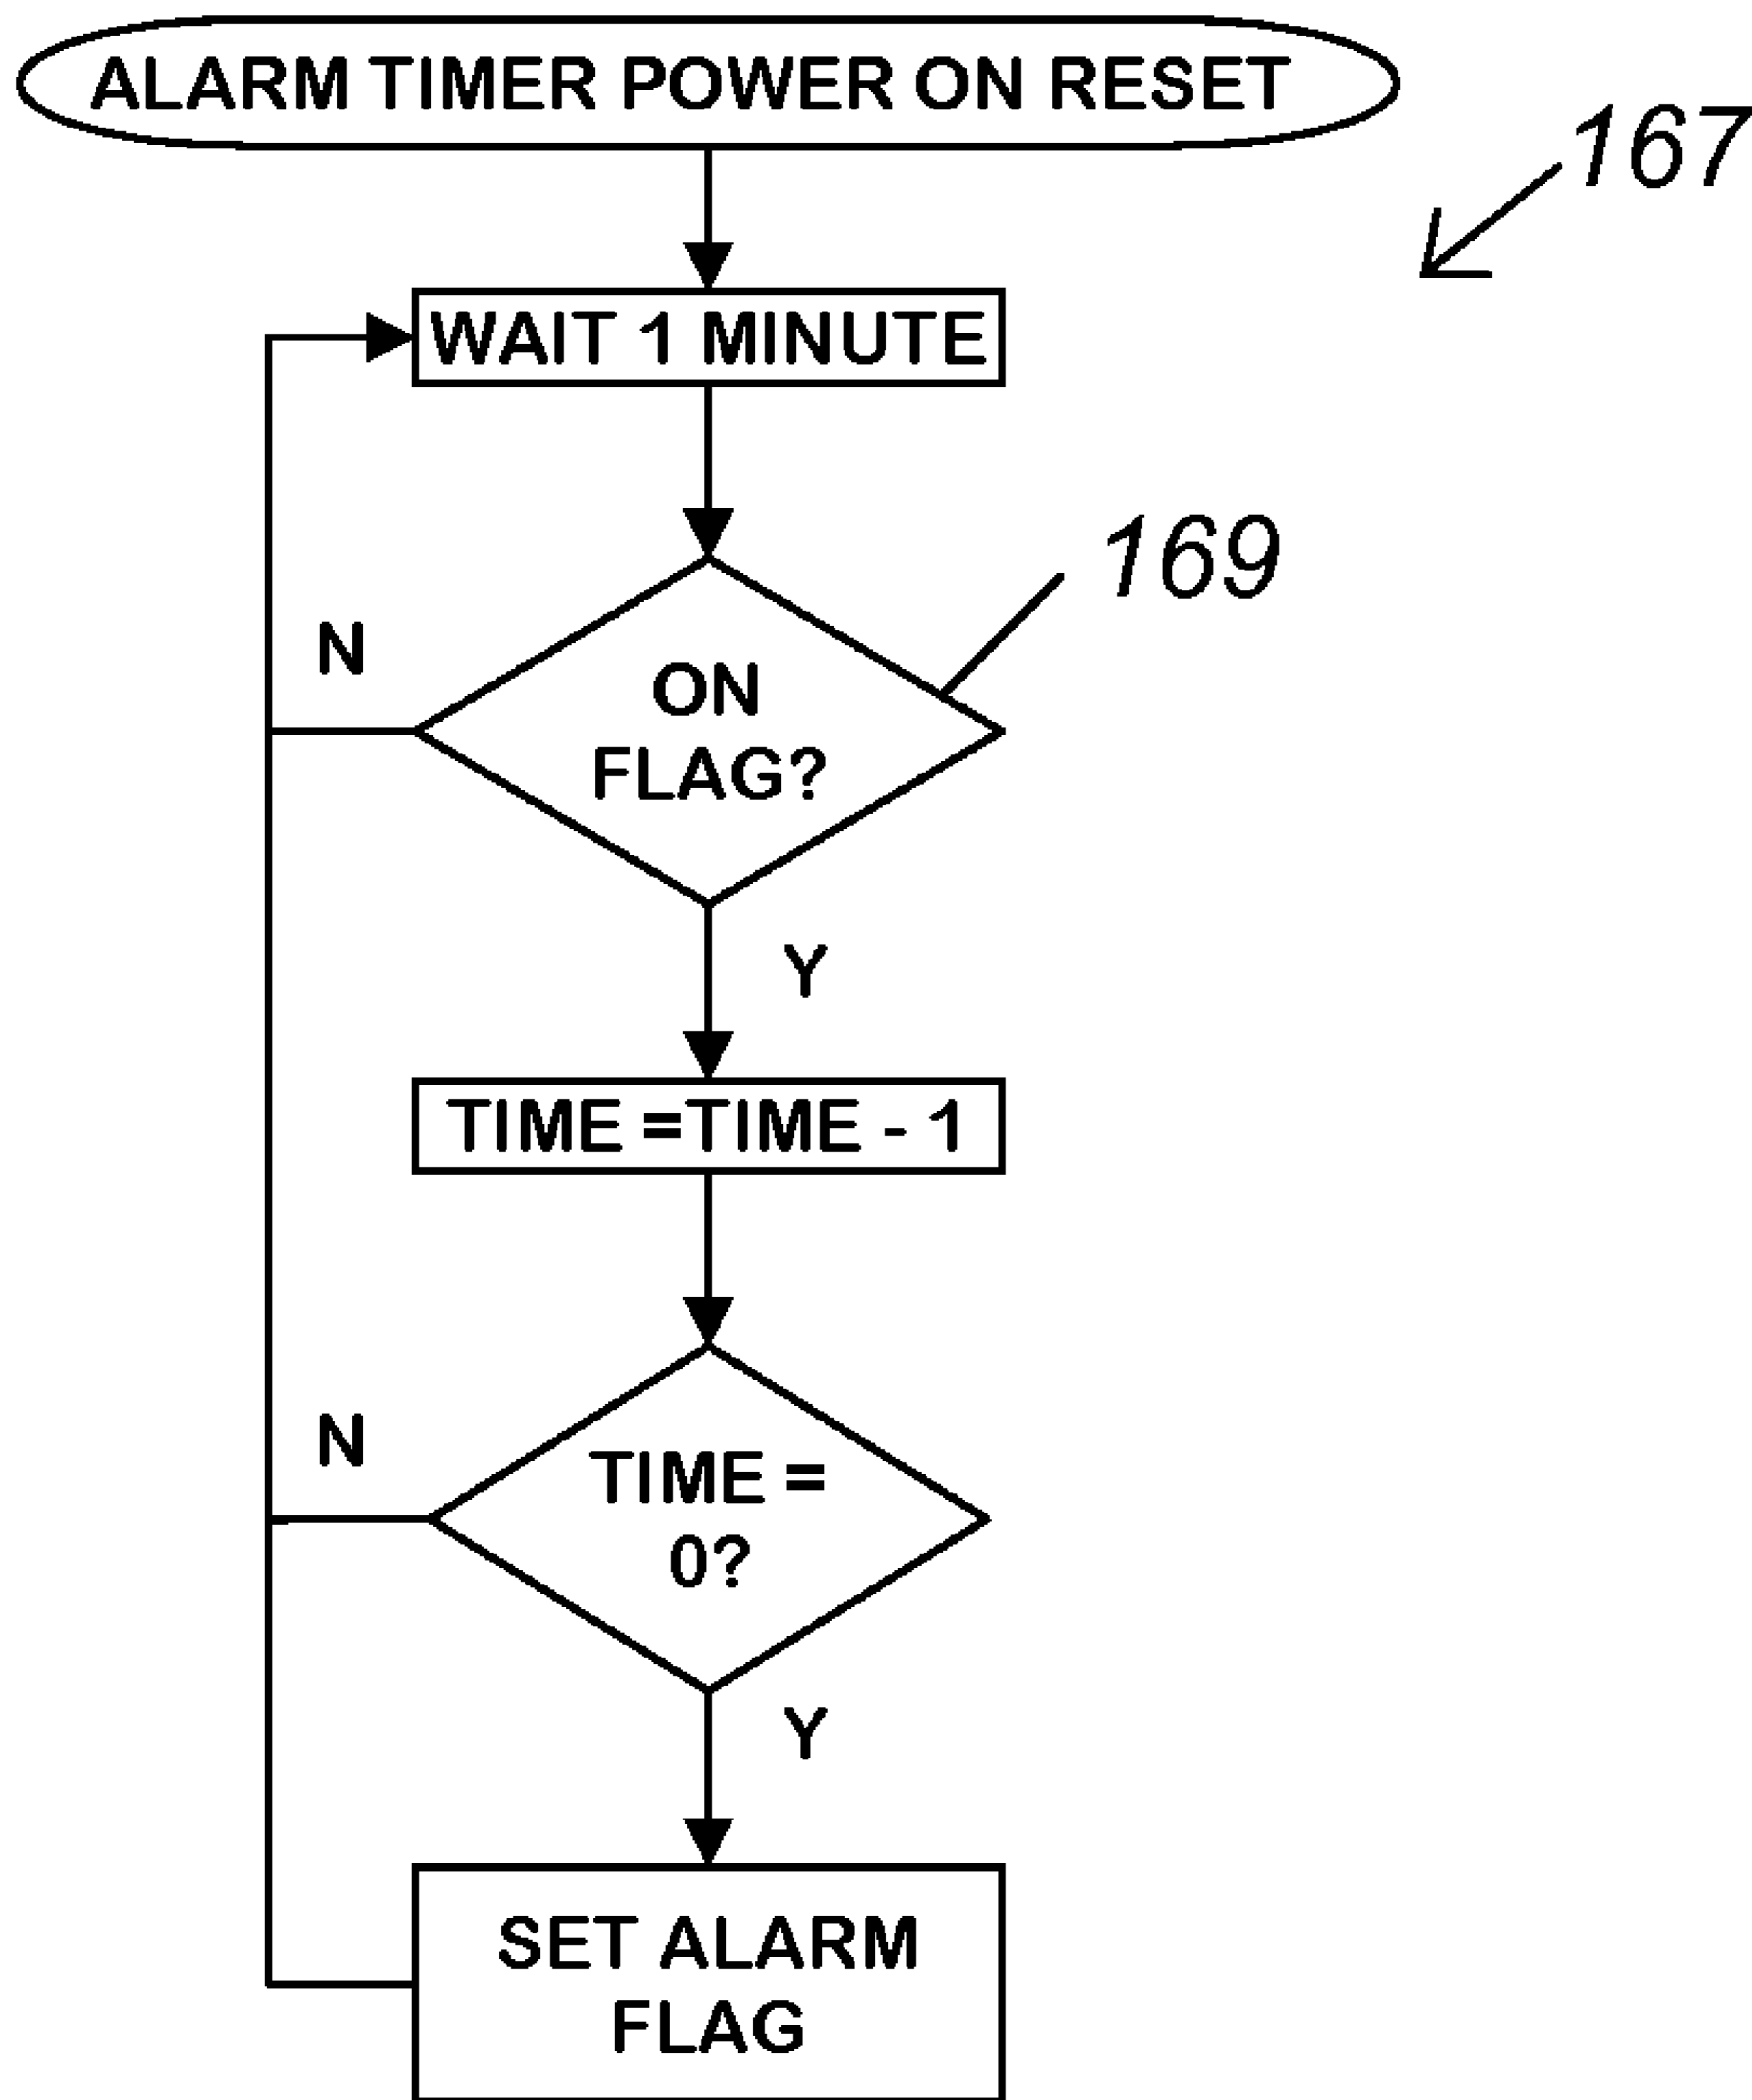 ALARM TIMER POWER ON RESET
167
WAIT 1 MINUTE
169
N
ON
FLAG?
Y
TIME =TIME - 1
N
TIME =
0?
Y
SET ALARM
FLAG